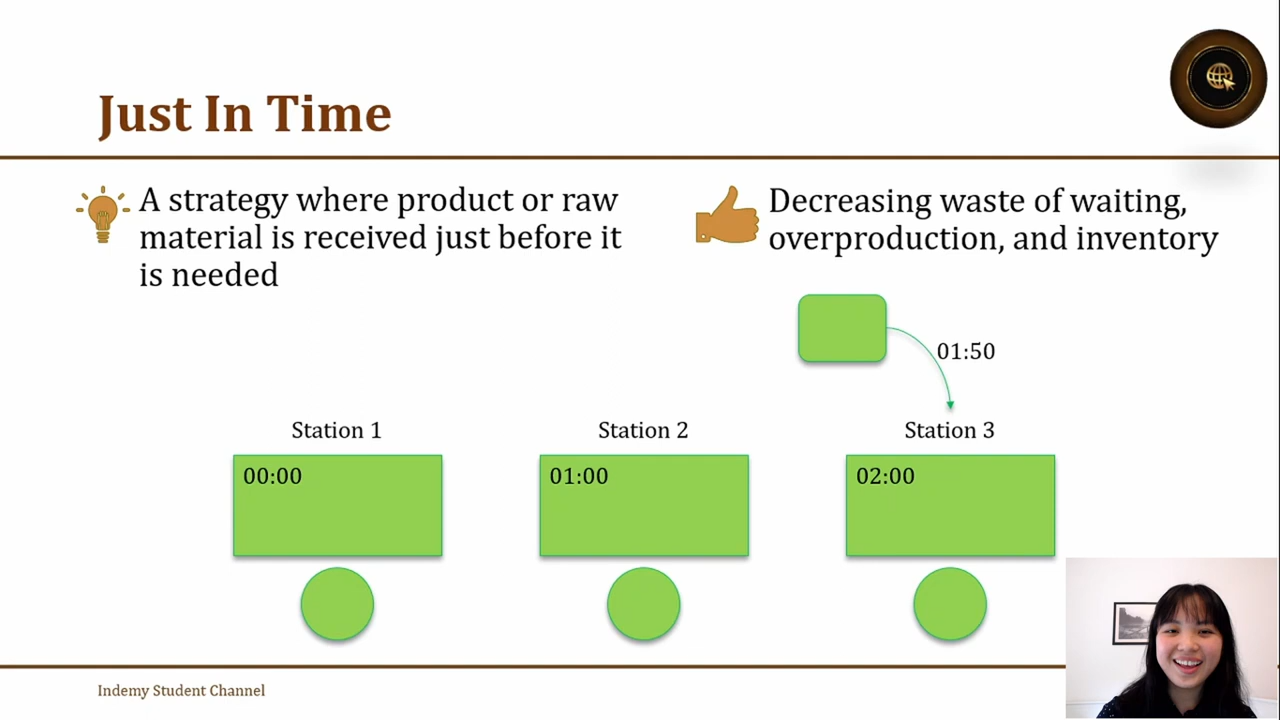 Just In Time
A strategy where product or raw
material is received just before it
is needed
Decreasing waste of waiting,
overproduction, and inventory
01:50
Station 1
Station 2
Station 3
00:00
01:00
02:00
Indemy Student Channel